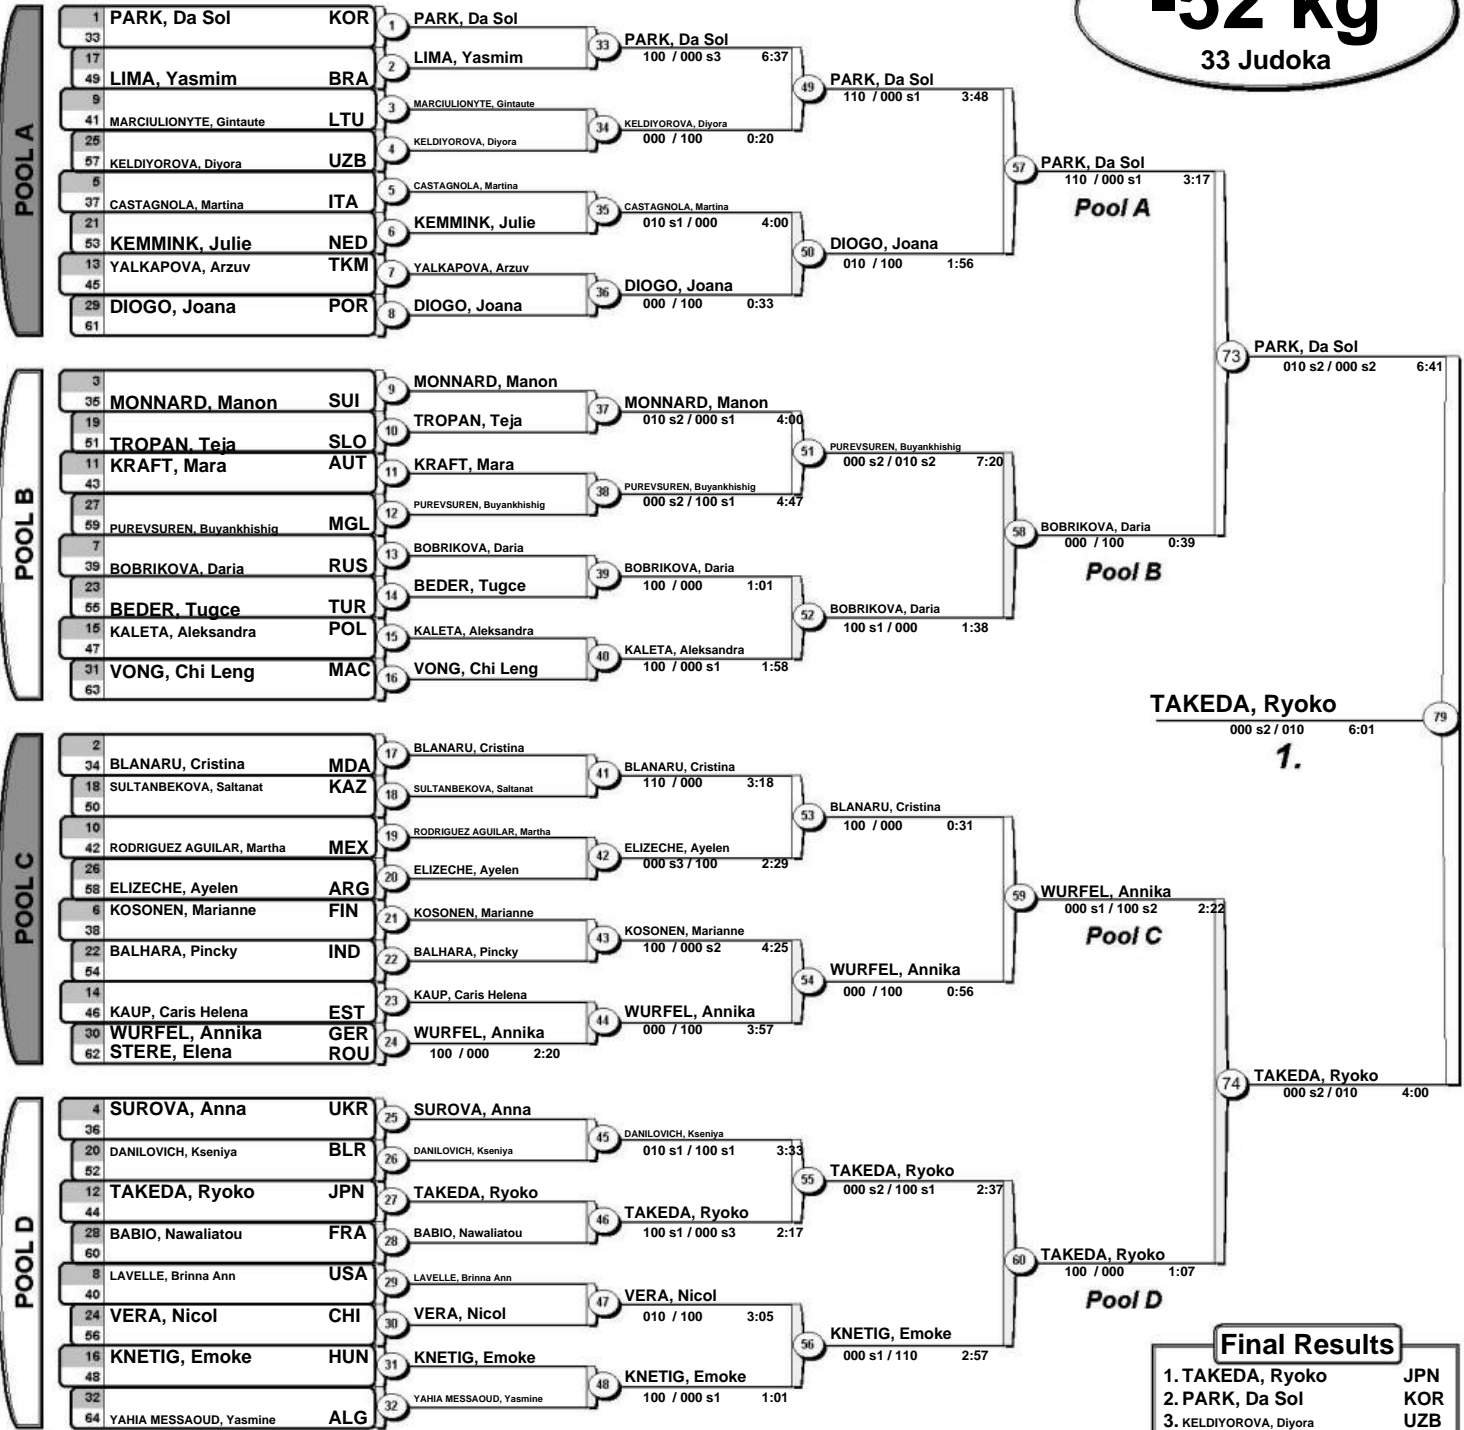 -52 kg
33 Judoka
POOL A
1 PARK, Da Sol KOR
33
17
49 LIMA, Yasmim BRA
9
41 MARCIULIONYTE, Gintaute LTU
25
57 KELDIYOROVA, Diyora UZB
5
37 CASTAGNOLA, Martina ITA
21
53 KEMMINK, Julie NED
13 YALKAPOVA, Arzuv TKM
45
29 DIOGO, Joana POR
61
1 PARK, Da Sol
2 LIMA, Yasmim
3 MARCIULIONYTE, Gintaute
4 KELDIYOROVA, Diyora
5 CASTAGNOLA, Martina
6 KEMMINK, Julie
7 YALKAPOVA, Arzuv
8 DIOGO, Joana
33 PARK, Da Sol
100 / 000 s3 6:37
34 KELDIYOROVA, Diyora
000 / 100 0:20
35 CASTAGNOLA, Martina
010 s1 / 000 4:00
36 DIOGO, Joana
000 / 100 0:33
49 PARK, Da Sol
110 / 000 s1 3:48
50 DIOGO, Joana
010 / 100 1:56
57 PARK, Da Sol
110 / 000 s1 3:17
Pool A
POOL B
3
35 MONNARD, Manon SUI
19
51 TROPAN, Teja SLO
11 KRAFT, Mara AUT
43
27
59 PUREVSUREN, Buyankhishig MGL
7
39 BOBRIKOVA, Daria RUS
23
55 BEDER, Tugce TUR
15 KALETA, Aleksandra POL
47
31 VONG, Chi Leng MAC
63
9 MONNARD, Manon
10 TROPAN, Teja
11 KRAFT, Mara
12 PUREVSUREN, Buyankhishig
13 BOBRIKOVA, Daria
14 BEDER, Tugce
15 KALETA, Aleksandra
16 VONG, Chi Leng
37 MONNARD, Manon
010 s2 / 000 s1 4:00
38 PUREVSUREN, Buyankhishig
000 s2 / 100 s1 4:47
39 BOBRIKOVA, Daria
100 / 000 1:01
40 KALETA, Aleksandra
100 / 000 s1 1:58
51 PUREVSUREN, Buyankhishig
000 s2 / 010 s2 7:20
52 BOBRIKOVA, Daria
100 s1 / 000 1:38
58 BOBRIKOVA, Daria
000 / 100 0:39
Pool B
73 PARK, Da Sol
010 s2 / 000 s2 6:41
TAKEDA, Ryoko 79
000 s2 / 010 6:01
1.
POOL C
2
34 BLANARU, Cristina MDA
18 SULTANBEKOVA, Saltanat KAZ
50
10
42 RODRIGUEZ AGUILAR, Martha MEX
26
58 ELIZECHE, Ayelen ARG
6 KOSONEN, Marianne FIN
38
22 BALHARA, Pincky IND
54
14
46 KAUP, Caris Helena EST
30 WURFEL, Annika GER
62 STERE, Elena ROU
17 BLANARU, Cristina
18 SULTANBEKOVA, Saltanat
19 RODRIGUEZ AGUILAR, Martha
20 ELIZECHE, Ayelen
21 KOSONEN, Marianne
22 BALHARA, Pincky
23 KAUP, Caris Helena
24 WURFEL, Annika
100 / 000 2:20
41 BLANARU, Cristina
110 / 000 3:18
42 ELIZECHE, Ayelen
000 s3 / 100 2:29
43 KOSONEN, Marianne
100 / 000 s2 4:25
44 WURFEL, Annika
000 / 100 3:57
53 BLANARU, Cristina
100 / 000 0:31
54 WURFEL, Annika
000 / 100 0:56
59 WURFEL, Annika
000 s1 / 100 s2 2:22
Pool C
POOL D
4 SUROVA, Anna UKR
36
20 DANILOVICH, Kseniya BLR
52
12 TAKEDA, Ryoko JPN
44
28 BABIO, Nawaliatou FRA
60
8 LAVELLE, Brinna Ann USA
40
24 VERA, Nicol CHI
56
16 KNETIG, Emoke HUN
48
32
64 YAHIA MESSAOUD, Yasmine ALG
25 SUROVA, Anna
26 DANILOVICH, Kseniya
27 TAKEDA, Ryoko
28 BABIO, Nawaliatou
29 LAVELLE, Brinna Ann
30 VERA, Nicol
31 KNETIG, Emoke
32 YAHIA MESSAOUD, Yasmine
45 DANILOVICH, Kseniya
010 s1 / 100 s1 3:33
46 TAKEDA, Ryoko
100 s1 / 000 s3 2:17
47 VERA, Nicol
010 / 100 3:05
48 KNETIG, Emoke
100 / 000 s1 1:01
55 TAKEDA, Ryoko
000 s2 / 100 s1 2:37
56 KNETIG, Emoke
000 s1 / 110 2:57
60 TAKEDA, Ryoko
100 / 000 1:07
Pool D
74 TAKEDA, Ryoko
000 s2 / 010 4:00
Final Results
1. TAKEDA, Ryoko JPN
2. PARK, Da Sol KOR
3. KELDIYOROVA, Diyora UZB